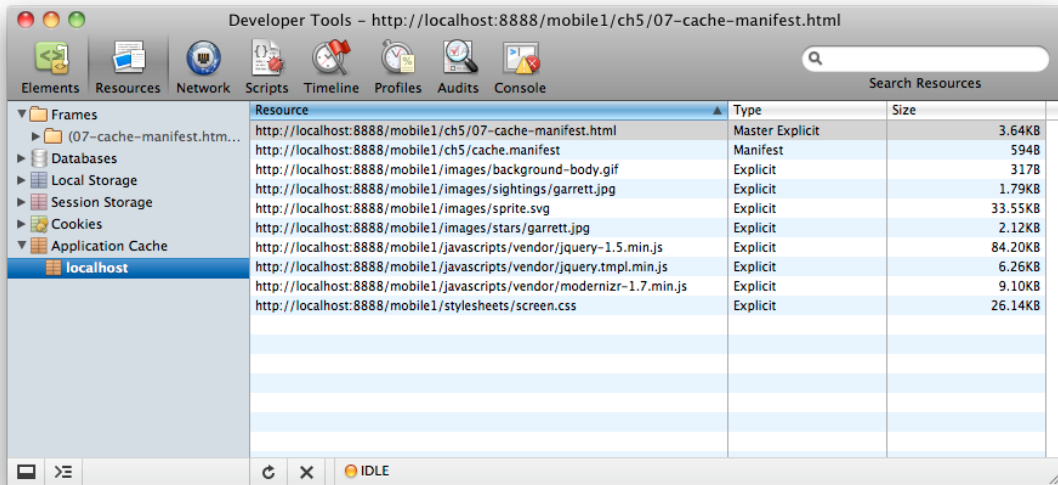 Developer Tools – http://localhost:8888/mobile1/ch5/07-cache-manifest.html
Elements Resources Network Scripts Timeline Profiles Audits Console Search Resources
Frames
(07-cache-manifest.htm...
Databases
Local Storage
Session Storage
Cookies
Application Cache
localhost
Resource Type Size
http://localhost:8888/mobile1/ch5/07-cache-manifest.html Master Explicit 3.64KB
http://localhost:8888/mobile1/ch5/cache.manifest Manifest 594B
http://localhost:8888/mobile1/images/background-body.gif Explicit 317B
http://localhost:8888/mobile1/images/sightings/garrett.jpg Explicit 1.79KB
http://localhost:8888/mobile1/images/sprite.svg Explicit 33.55KB
http://localhost:8888/mobile1/images/stars/garrett.jpg Explicit 2.12KB
http://localhost:8888/mobile1/javascripts/vendor/jquery-1.5.min.js Explicit 84.20KB
http://localhost:8888/mobile1/javascripts/vendor/jquery.tmpl.min.js Explicit 6.26KB
http://localhost:8888/mobile1/javascripts/vendor/modernizr-1.7.min.js Explicit 9.10KB
http://localhost:8888/mobile1/stylesheets/screen.css Explicit 26.14KB
IDLE